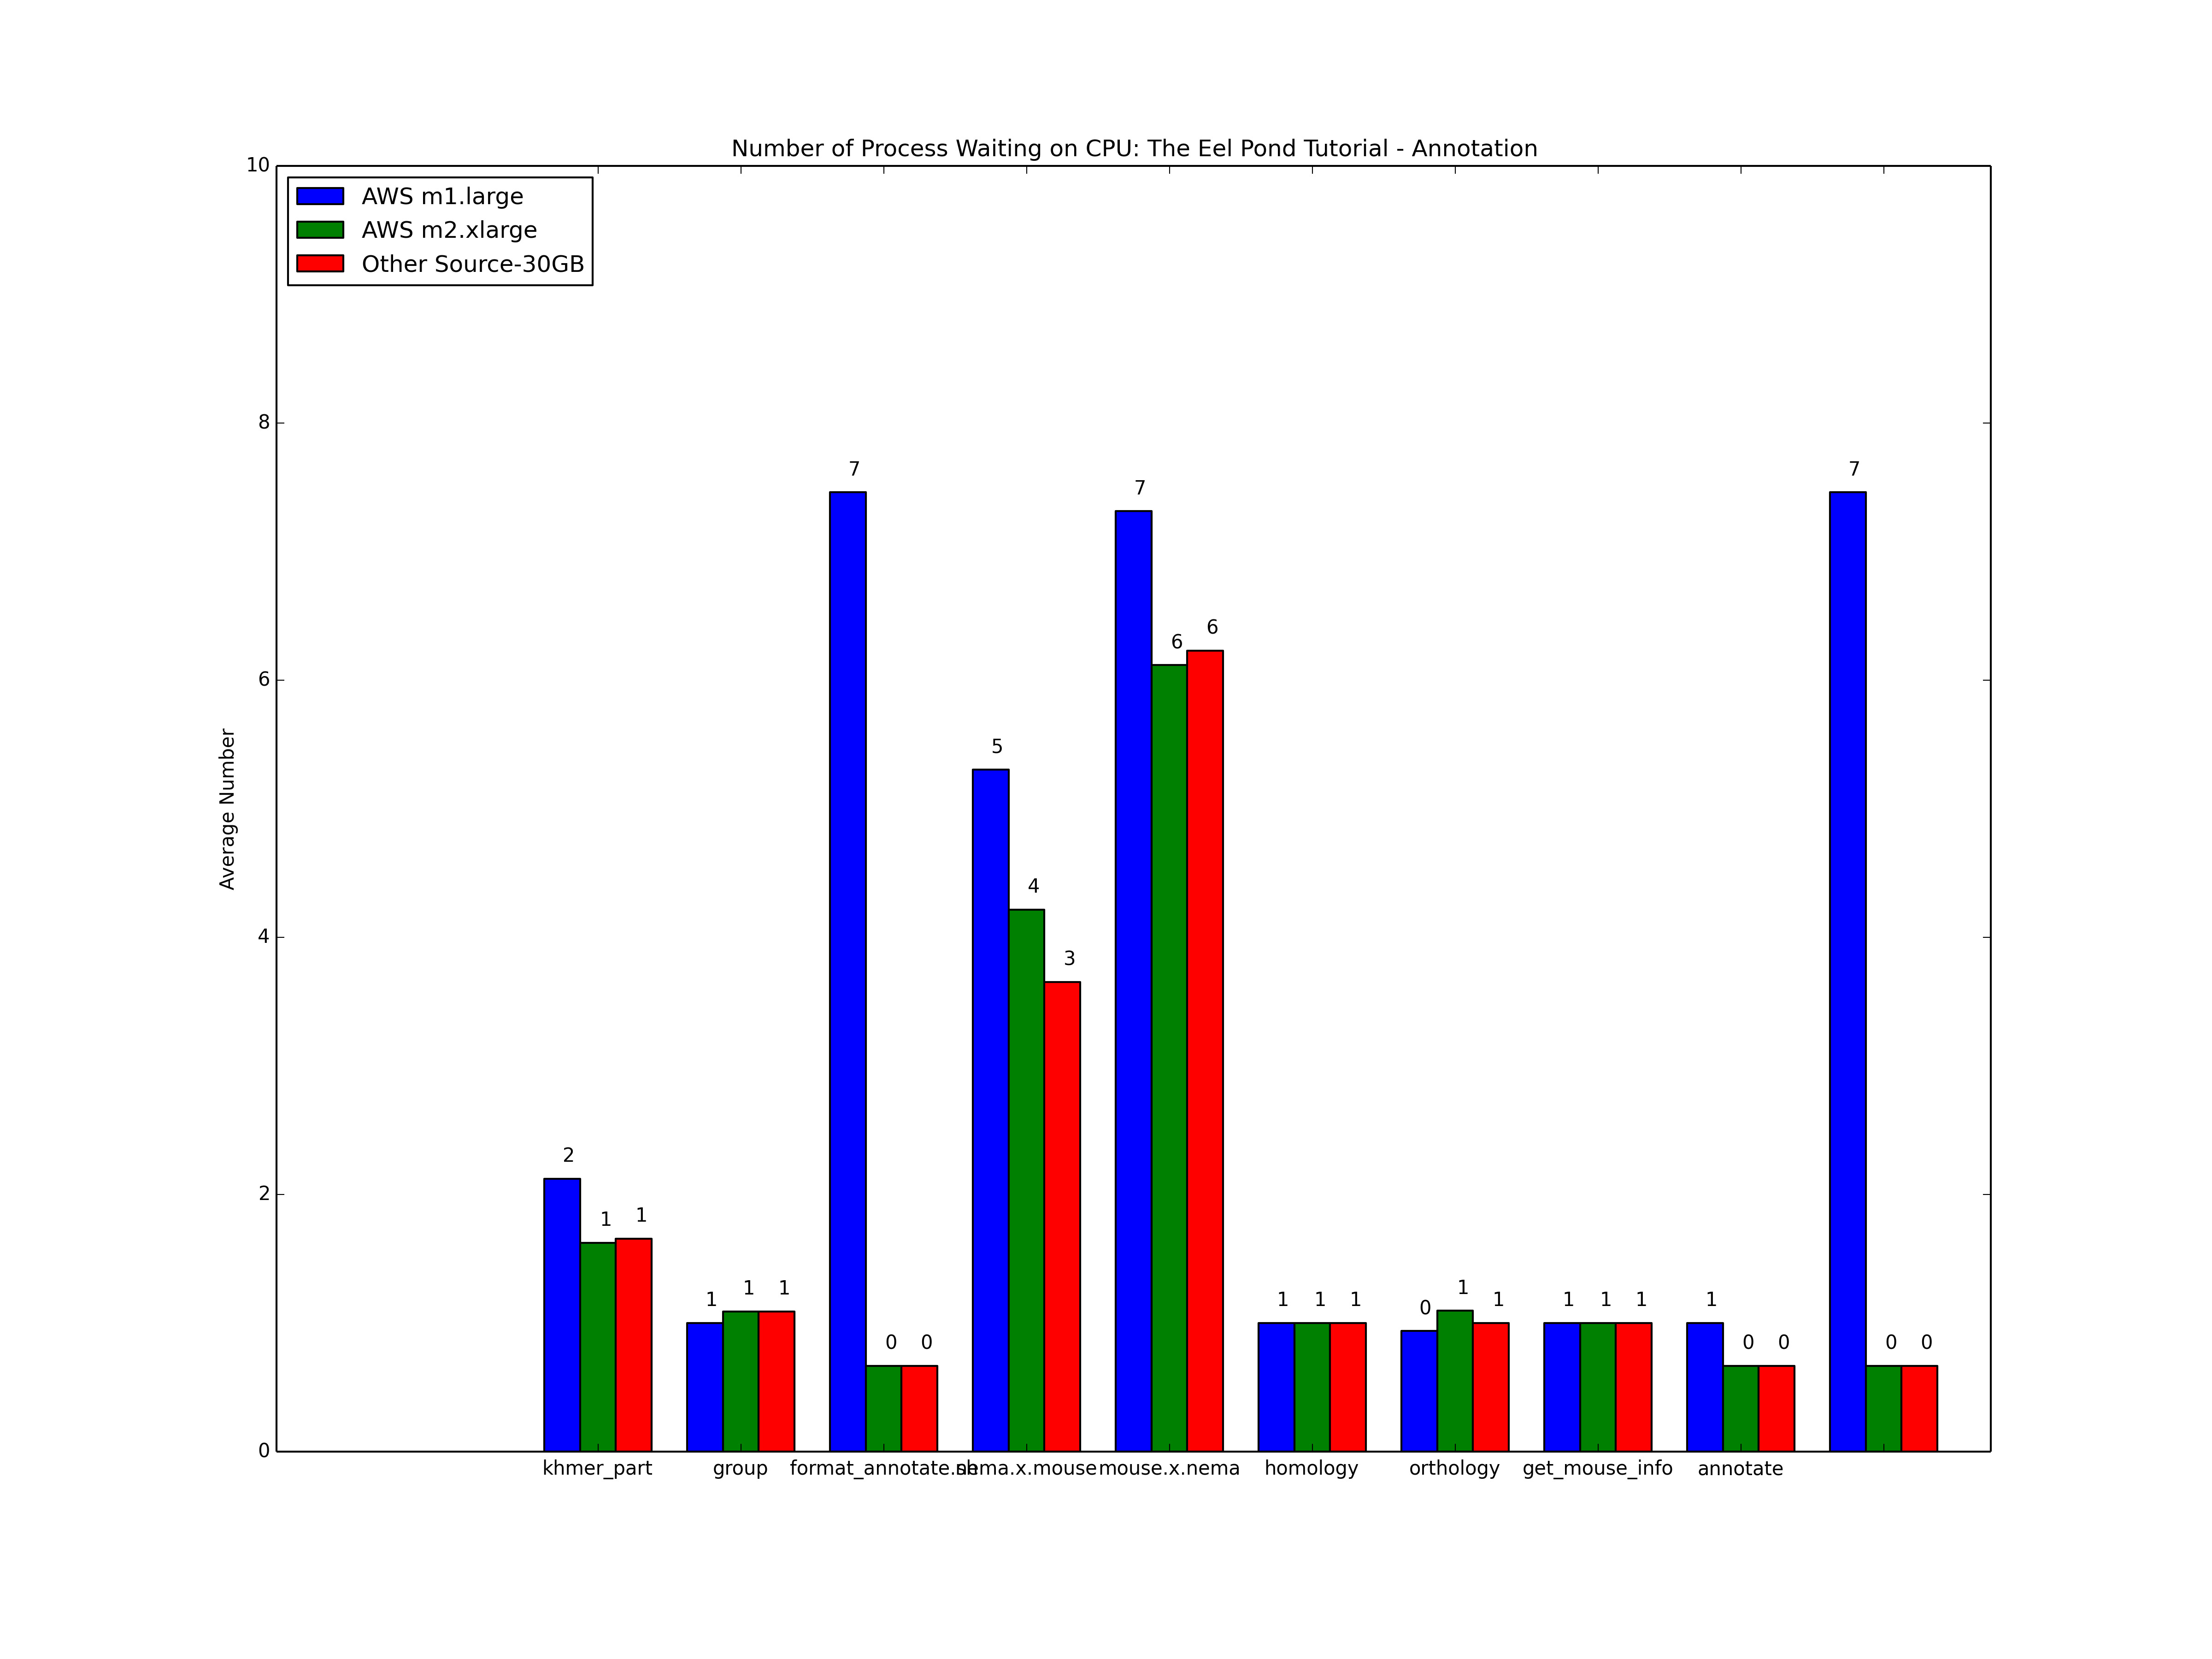 Number of Process Waiting on CPU: The Eel Pond Tutorial - Annotation
AWS m1.large
AWS m2.xlarge
Other Source-30GB
Average Number
10
8
6
4
2
0
2 1 1
1 1 1
7 0 0
5 4 3
7 6 6
1 1 1
0 1 1
1 1 1
1 0 0
7 0 0
khmer_part group format_annotate.sh nema.x.mouse mouse.x.nema homology orthology get_mouse_info annotate